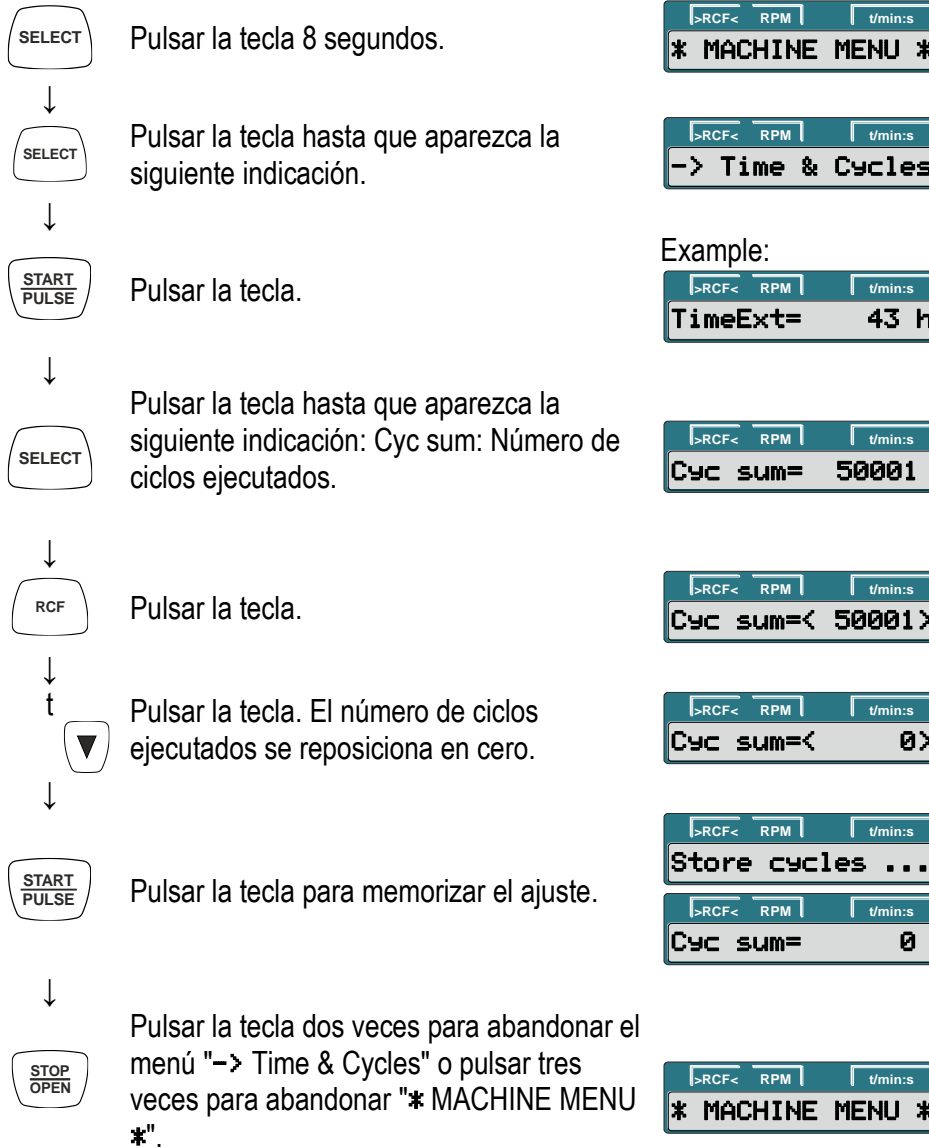 SELECT
Pulsar la tecla 8 segundos.
>RCF< RPM t/min:s
* MACHINE MENU *
↓
SELECT
Pulsar la tecla hasta que aparezca la
siguiente indicación.
>RCF< RPM t/min:s
-> Time & Cycles
↓
START
PULSE
Pulsar la tecla.
Example:
>RCF< RPM t/min:s
TimeExt= 43 h
↓
SELECT
Pulsar la tecla hasta que aparezca la
siguiente indicación: Cyc sum: Número de
ciclos ejecutados.
>RCF< RPM t/min:s
Cyc sum= 50001
↓
RCF
Pulsar la tecla.
>RCF< RPM t/min:s
Cyc sum=< 50001>
↓
t
▼
Pulsar la tecla. El número de ciclos
ejecutados se reposiciona en cero.
>RCF< RPM t/min:s
Cyc sum=< 0>
↓
START
PULSE
Pulsar la tecla para memorizar el ajuste.
>RCF< RPM t/min:s
Store cycles ...
>RCF< RPM t/min:s
Cyc sum= 0
↓
STOP
OPEN
Pulsar la tecla dos veces para abandonar el
menú "-> Time & Cycles" o pulsar tres
veces para abandonar "* MACHINE MENU
*".
>RCF< RPM t/min:s
* MACHINE MENU *